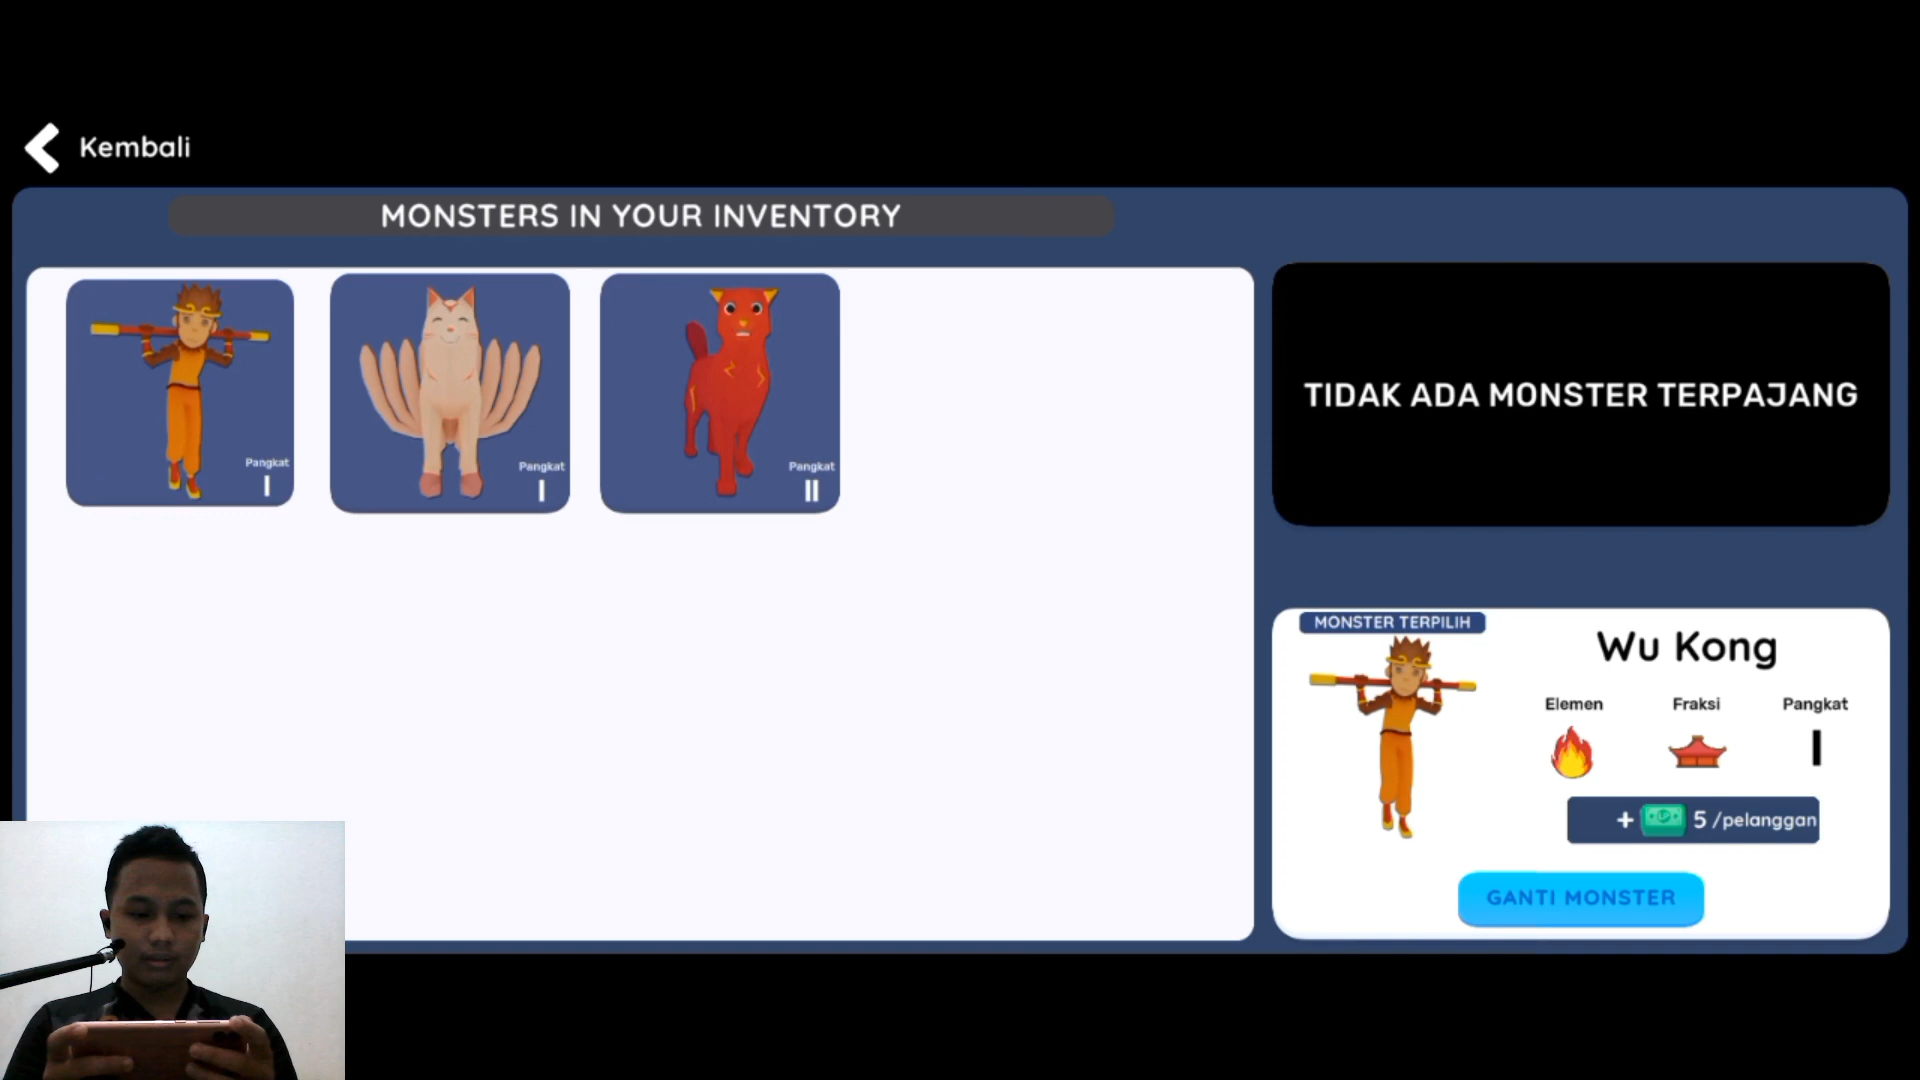 Kembali
MONSTERS IN YOUR INVENTORY
Pangkat
I
Pangkat
I
Pangkat
II
TIDAK ADA MONSTER TERPAJANG
MONSTER TERPILIH
Wu Kong
Elemen Fraksi Pangkat
I
+ 5 /pelanggan
GANTI MONSTER